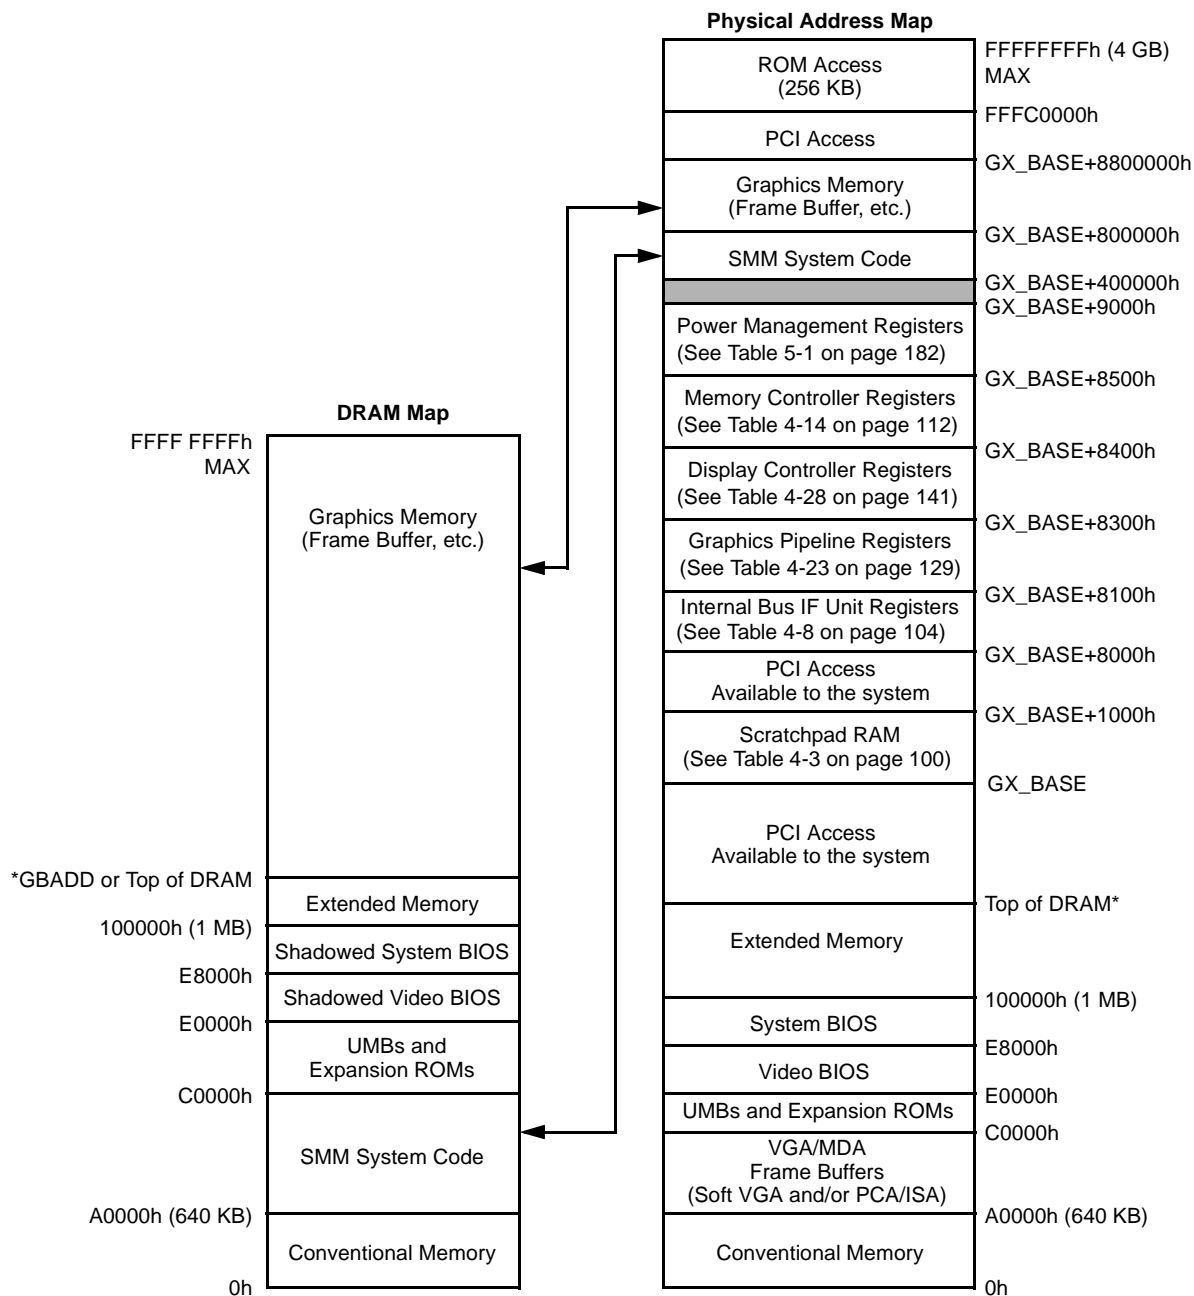 Physical Address Map
ROM Access
(256 KB)
FFFFFFFFh (4 GB)
MAX
FFFC0000h
PCI Access
GX_BASE+8800000h
Graphics Memory
(Frame Buffer, etc.)
GX_BASE+800000h
SMM System Code
GX_BASE+400000h
GX_BASE+9000h
Power Management Registers
(See Table 5-1 on page 182)
GX_BASE+8500h
Memory Controller Registers
(See Table 4-14 on page 112)
GX_BASE+8400h
Display Controller Registers
(See Table 4-28 on page 141)
GX_BASE+8300h
Graphics Pipeline Registers
(See Table 4-23 on page 129)
GX_BASE+8100h
Internal Bus IF Unit Registers
(See Table 4-8 on page 104)
GX_BASE+8000h
PCI Access
Available to the system
GX_BASE+1000h
Scratchpad RAM
(See Table 4-3 on page 100)
GX_BASE
PCI Access
Available to the system
Top of DRAM*
Extended Memory
100000h (1 MB)
System BIOS
E8000h
Video BIOS
E0000h
UMBs and Expansion ROMs
C0000h
VGA/MDA
Frame Buffers
(Soft VGA and/or PCA/ISA)
A0000h (640 KB)
Conventional Memory
0h
DRAM Map
FFFF FFFFh
MAX
Graphics Memory
(Frame Buffer, etc.)
*GBADD or Top of DRAM
Extended Memory
100000h (1 MB)
Shadowed System BIOS
E8000h
Shadowed Video BIOS
E0000h
UMBs and
Expansion ROMs
C0000h
SMM System Code
A0000h (640 KB)
Conventional Memory
0h